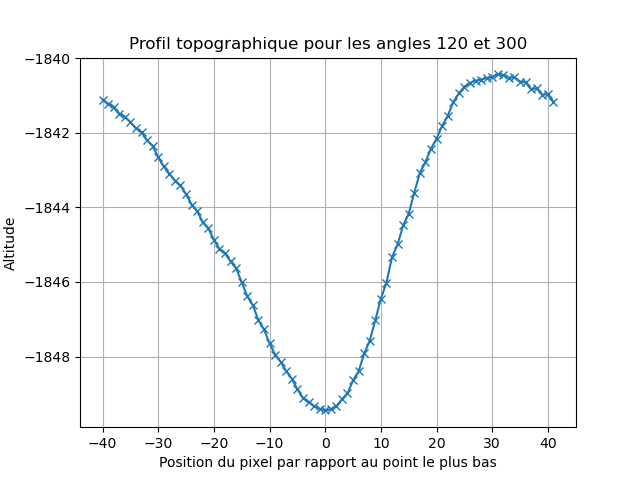 Profil topographique pour les angles 120 et 300
−1840
−1842
−1844
−1846
−1848
Altitude
−40 −30 −20 −10 0 10 20 30 40
Position du pixel par rapport au point le plus bas